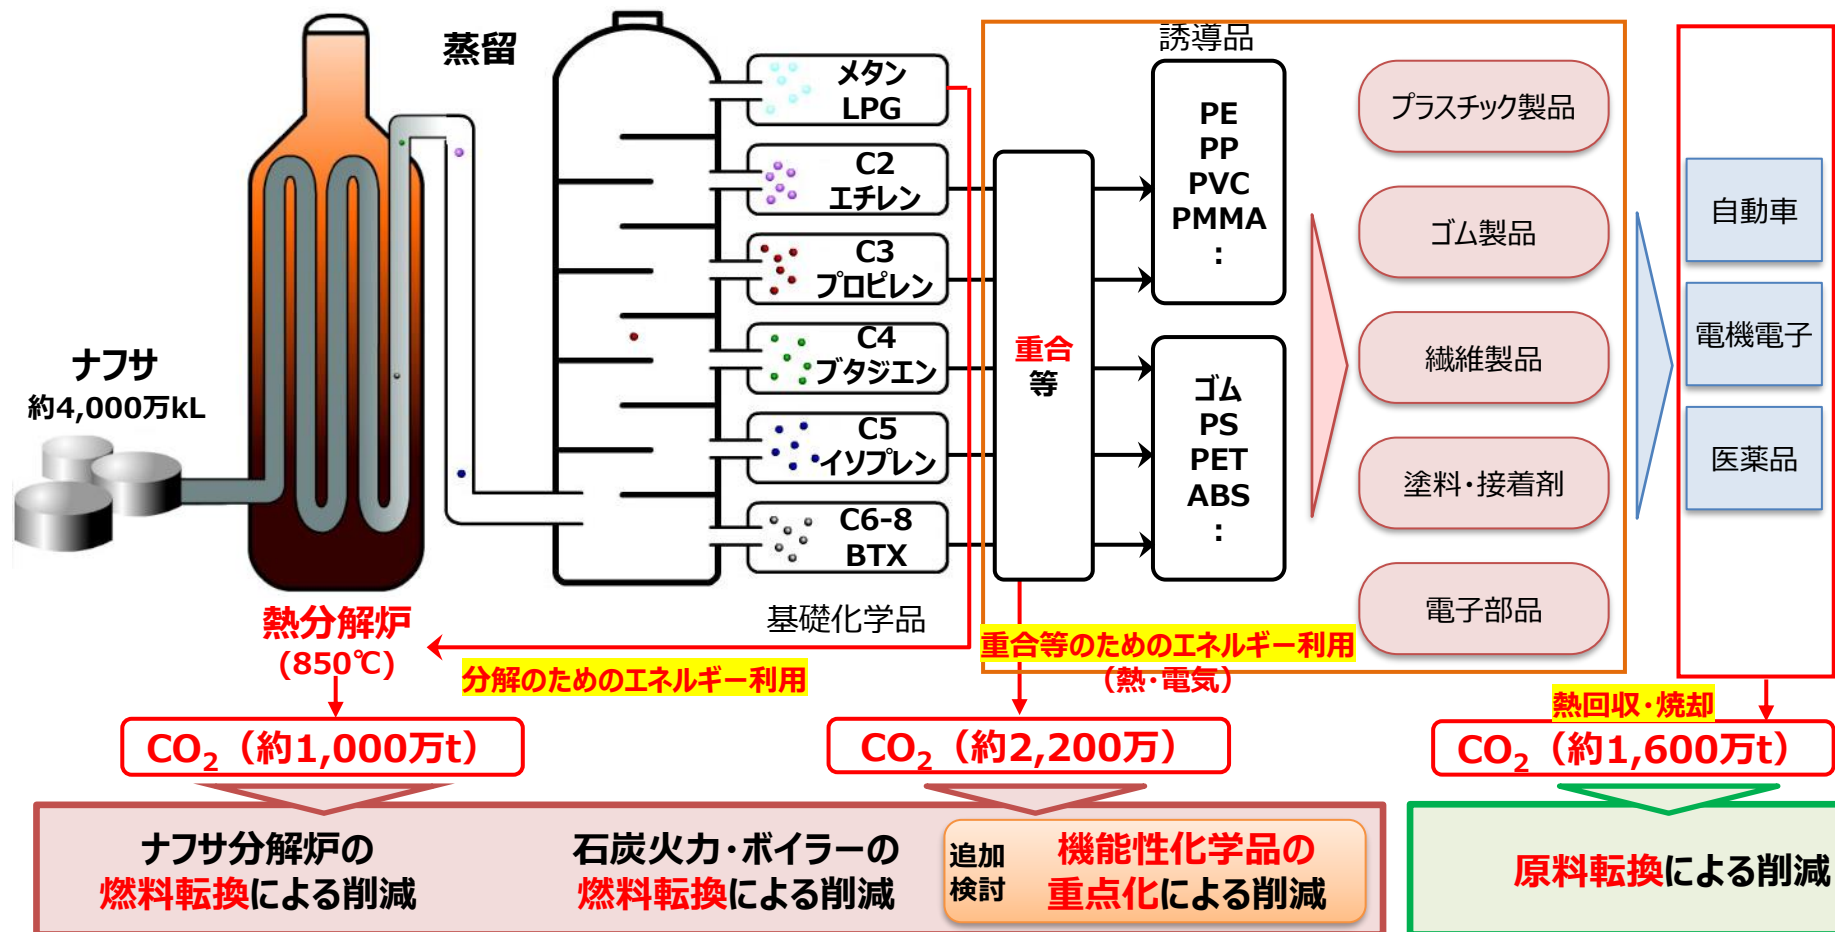 蒸留
ナフサ
約4,000万kL
熱分解炉
(850℃)
メタン
LPG
C2
エチレン
C3
プロピレン
C4
ブタジエン
C5
イソプレン
C6-8
BTX
基礎化学品
分解のためのエネルギー利用
誘導品
重合
等
PE
PP
PVC
PMMA
:
ゴム
PS
PET
ABS
:
プラスチック製品
ゴム製品
繊維製品
塗料・接着剤
電子部品
重合等のためのエネルギー利用
(熱・電気)
自動車
電機電子
医薬品
熱回収・焼却
CO2(約1,000万t)
CO2(約2,200万)
CO2(約1,600万t)
ナフサ分解炉の
燃料転換による削減
石炭火力・ボイラーの
燃料転換による削減
追加
検討
機能性化学品の
重点化による削減
原料転換による削減